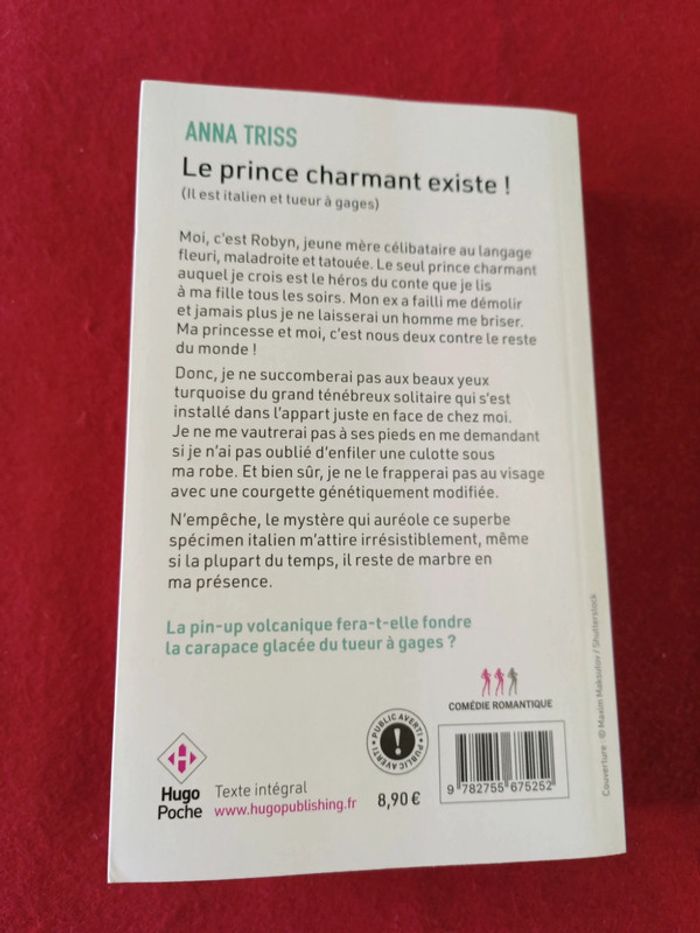 ANNA TRISS
Le prince charmant existe !
(Il est italien et tueur à gages)
Moi, c'est Robyn, jeune mère célibataire au langage
fleuri, maladroite et tatouée. Le seul prince charmant
auquel je crois est le héros du conte que je lis
à ma fille tous les soirs. Mon ex a failli me démolir
et jamais plus je ne laisserai un homme me briser.
Ma princesse et moi, c'est nous deux contre le reste
du monde !
Donc, je ne succomberai pas aux beaux yeux
turquoise du grand ténébreux solitaire qui s'est
installé dans l'appart juste en face de chez moi.
Je ne me vautrerai pas à ses pieds en me demandant
si je n'ai pas oublié d'enfiler une culotte sous
ma robe. Et bien sûr, je ne le frapperai pas au visage
avec une courgette génétiquement modifiée.
N'empêche, le mystère qui auréole ce superbe
spécimen italien m'attire irrésistiblement, même
si la plupart du temps, il reste de marbre en
ma présence.
La pin-up volcanique fera-t-elle fondre
la carapace glacée du tueur à gages ?
COMÉDIE ROMANTIQUE
PUBLIC AVERTI • PUBLIC AVERTI •
!
H
Hugo
Poche
Texte intégral
www.hugopublishing.fr
8,90 €
9 782755 675252
Couverture : © Maxim Maksutov / Shutterstock